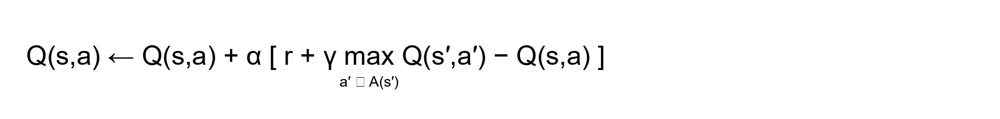 Q(s,a) ← Q(s,a) + α [ r + γ max Q(s′,a′) − Q(s,a) ]
a′ □ A(s′)